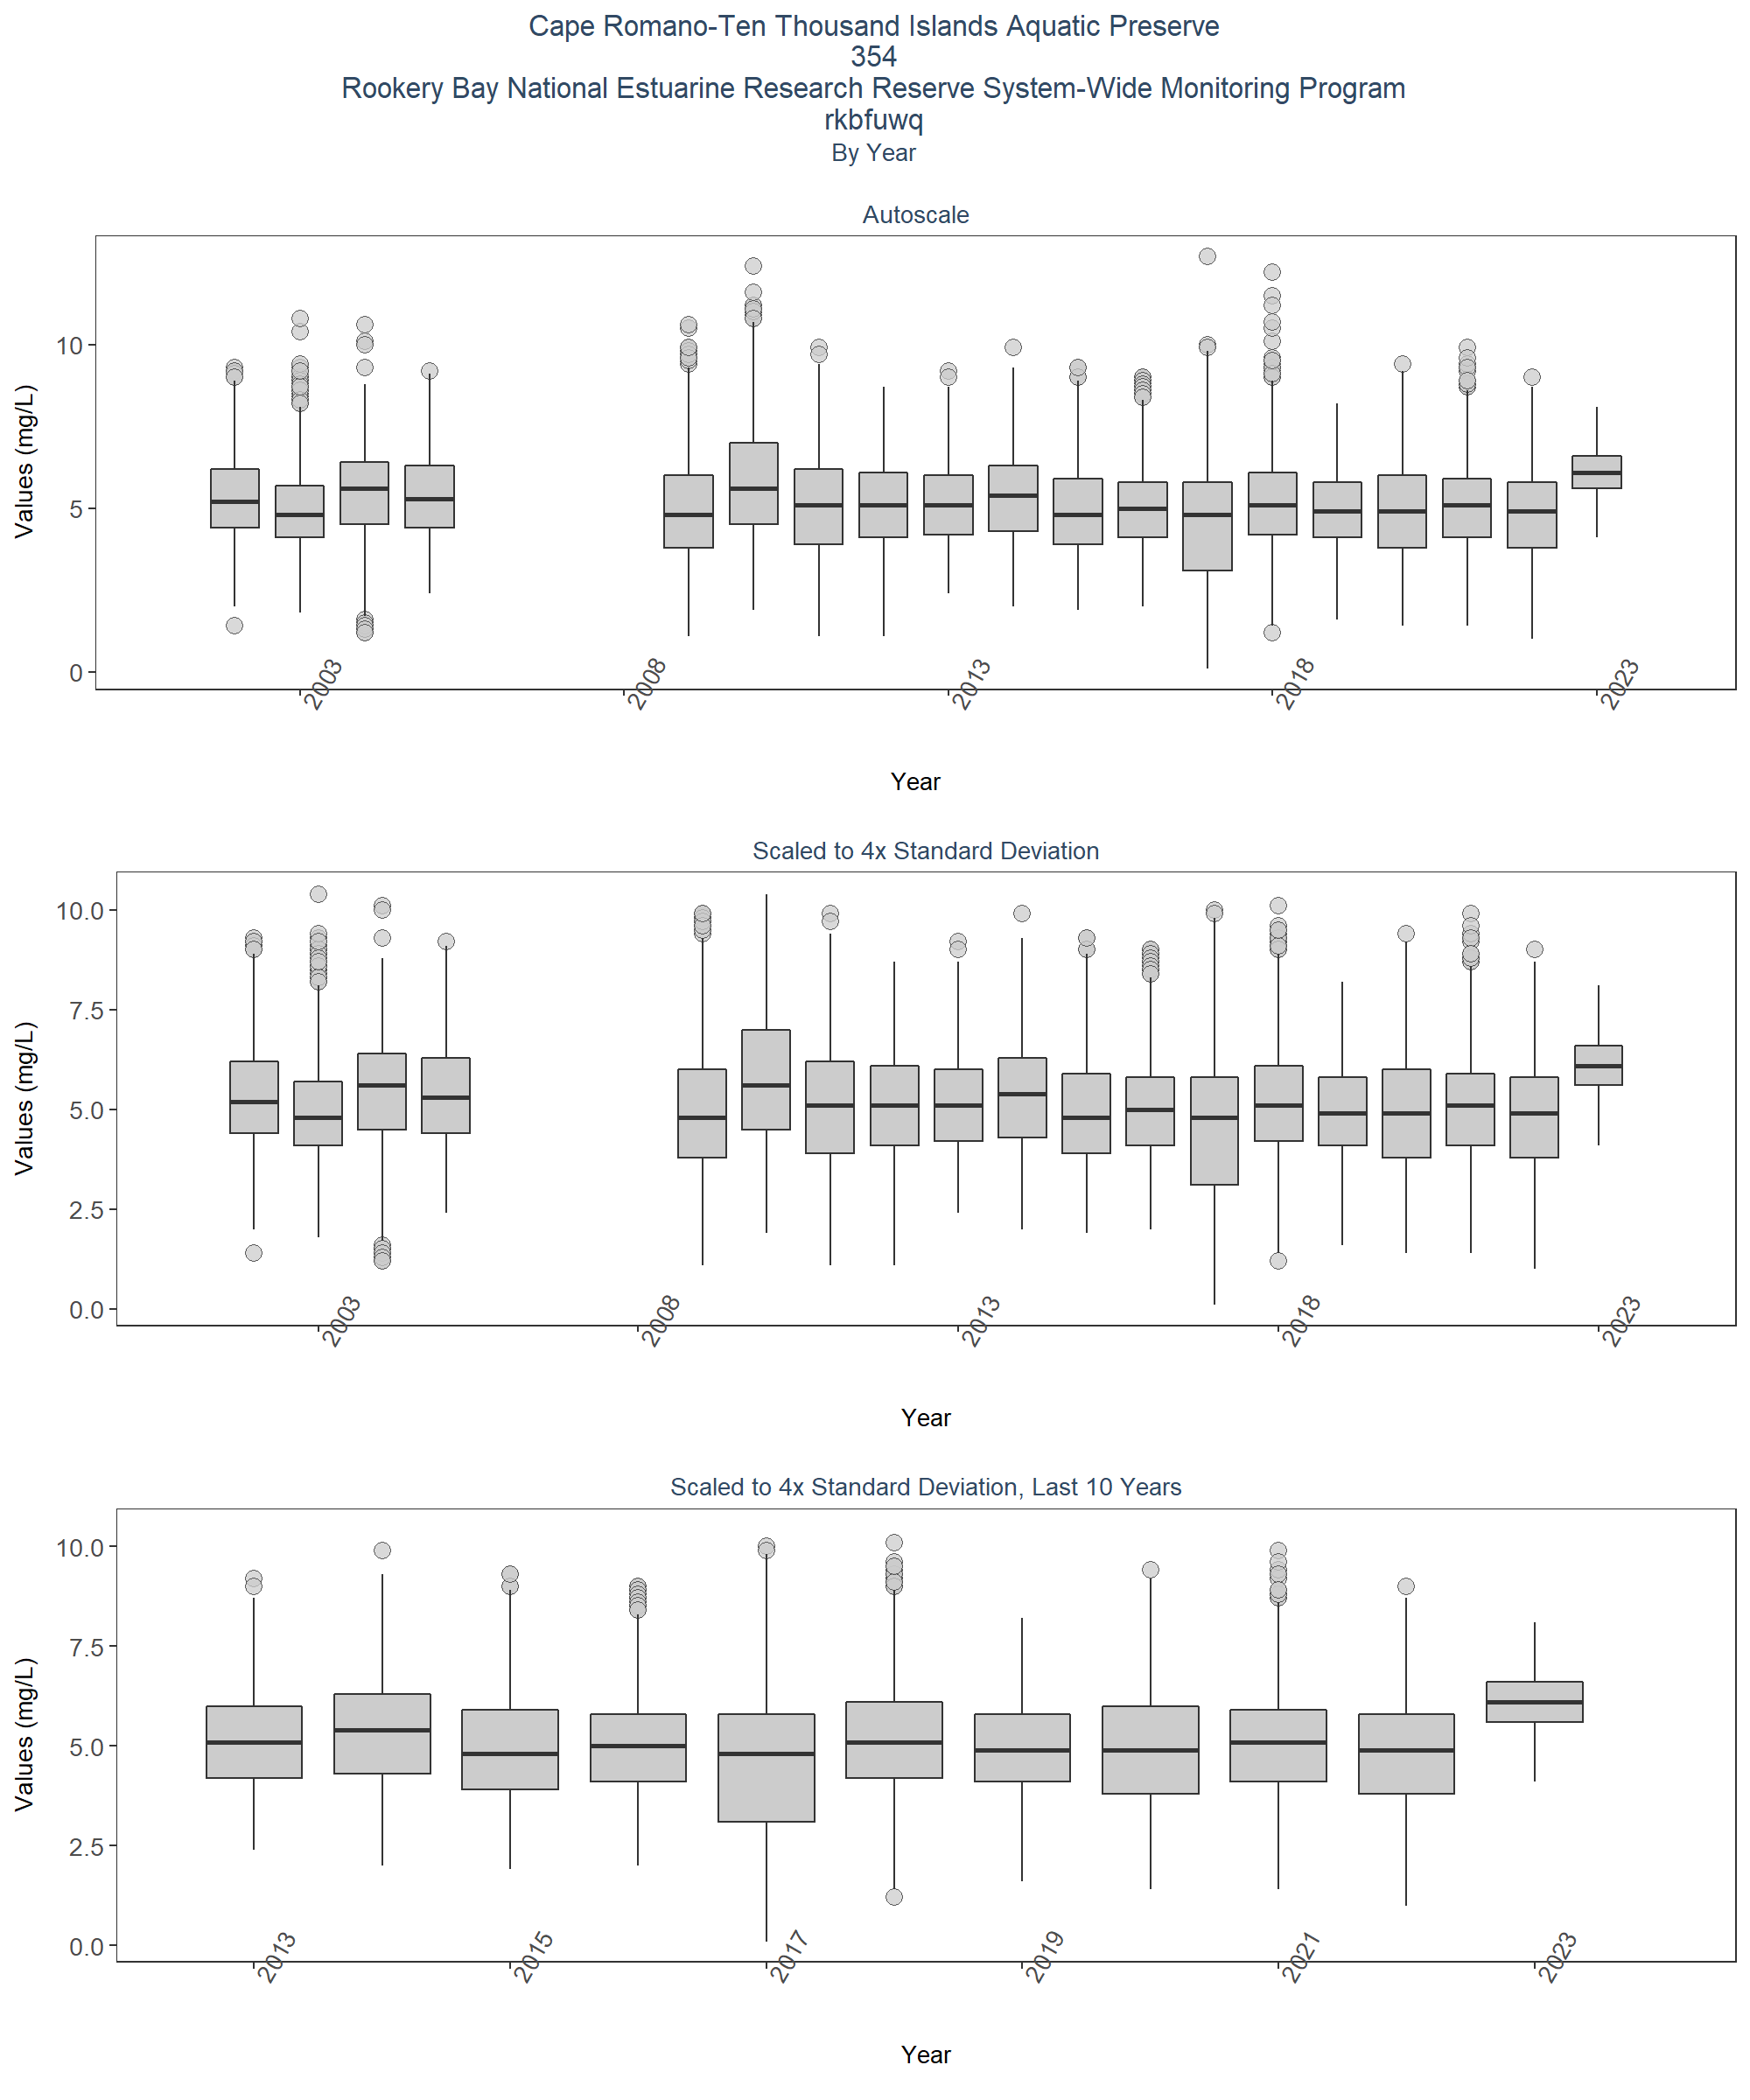 Cape Romano-Ten Thousand Islands Aquatic Preserve
354
Rookery Bay National Estuarine Research Reserve System-Wide Monitoring Program
rkbfuwq
By Year
Autoscale
Values (mg/L)
10
5
0
2003 2008 2013 2018 2023
Year
Scaled to 4x Standard Deviation
Values (mg/L)
10.0
7.5
5.0
2.5
0.0
2003 2008 2013 2018 2023
Year
Scaled to 4x Standard Deviation, Last 10 Years
Values (mg/L)
10.0
7.5
5.0
2.5
0.0
2013 2015 2017 2019 2021 2023
Year